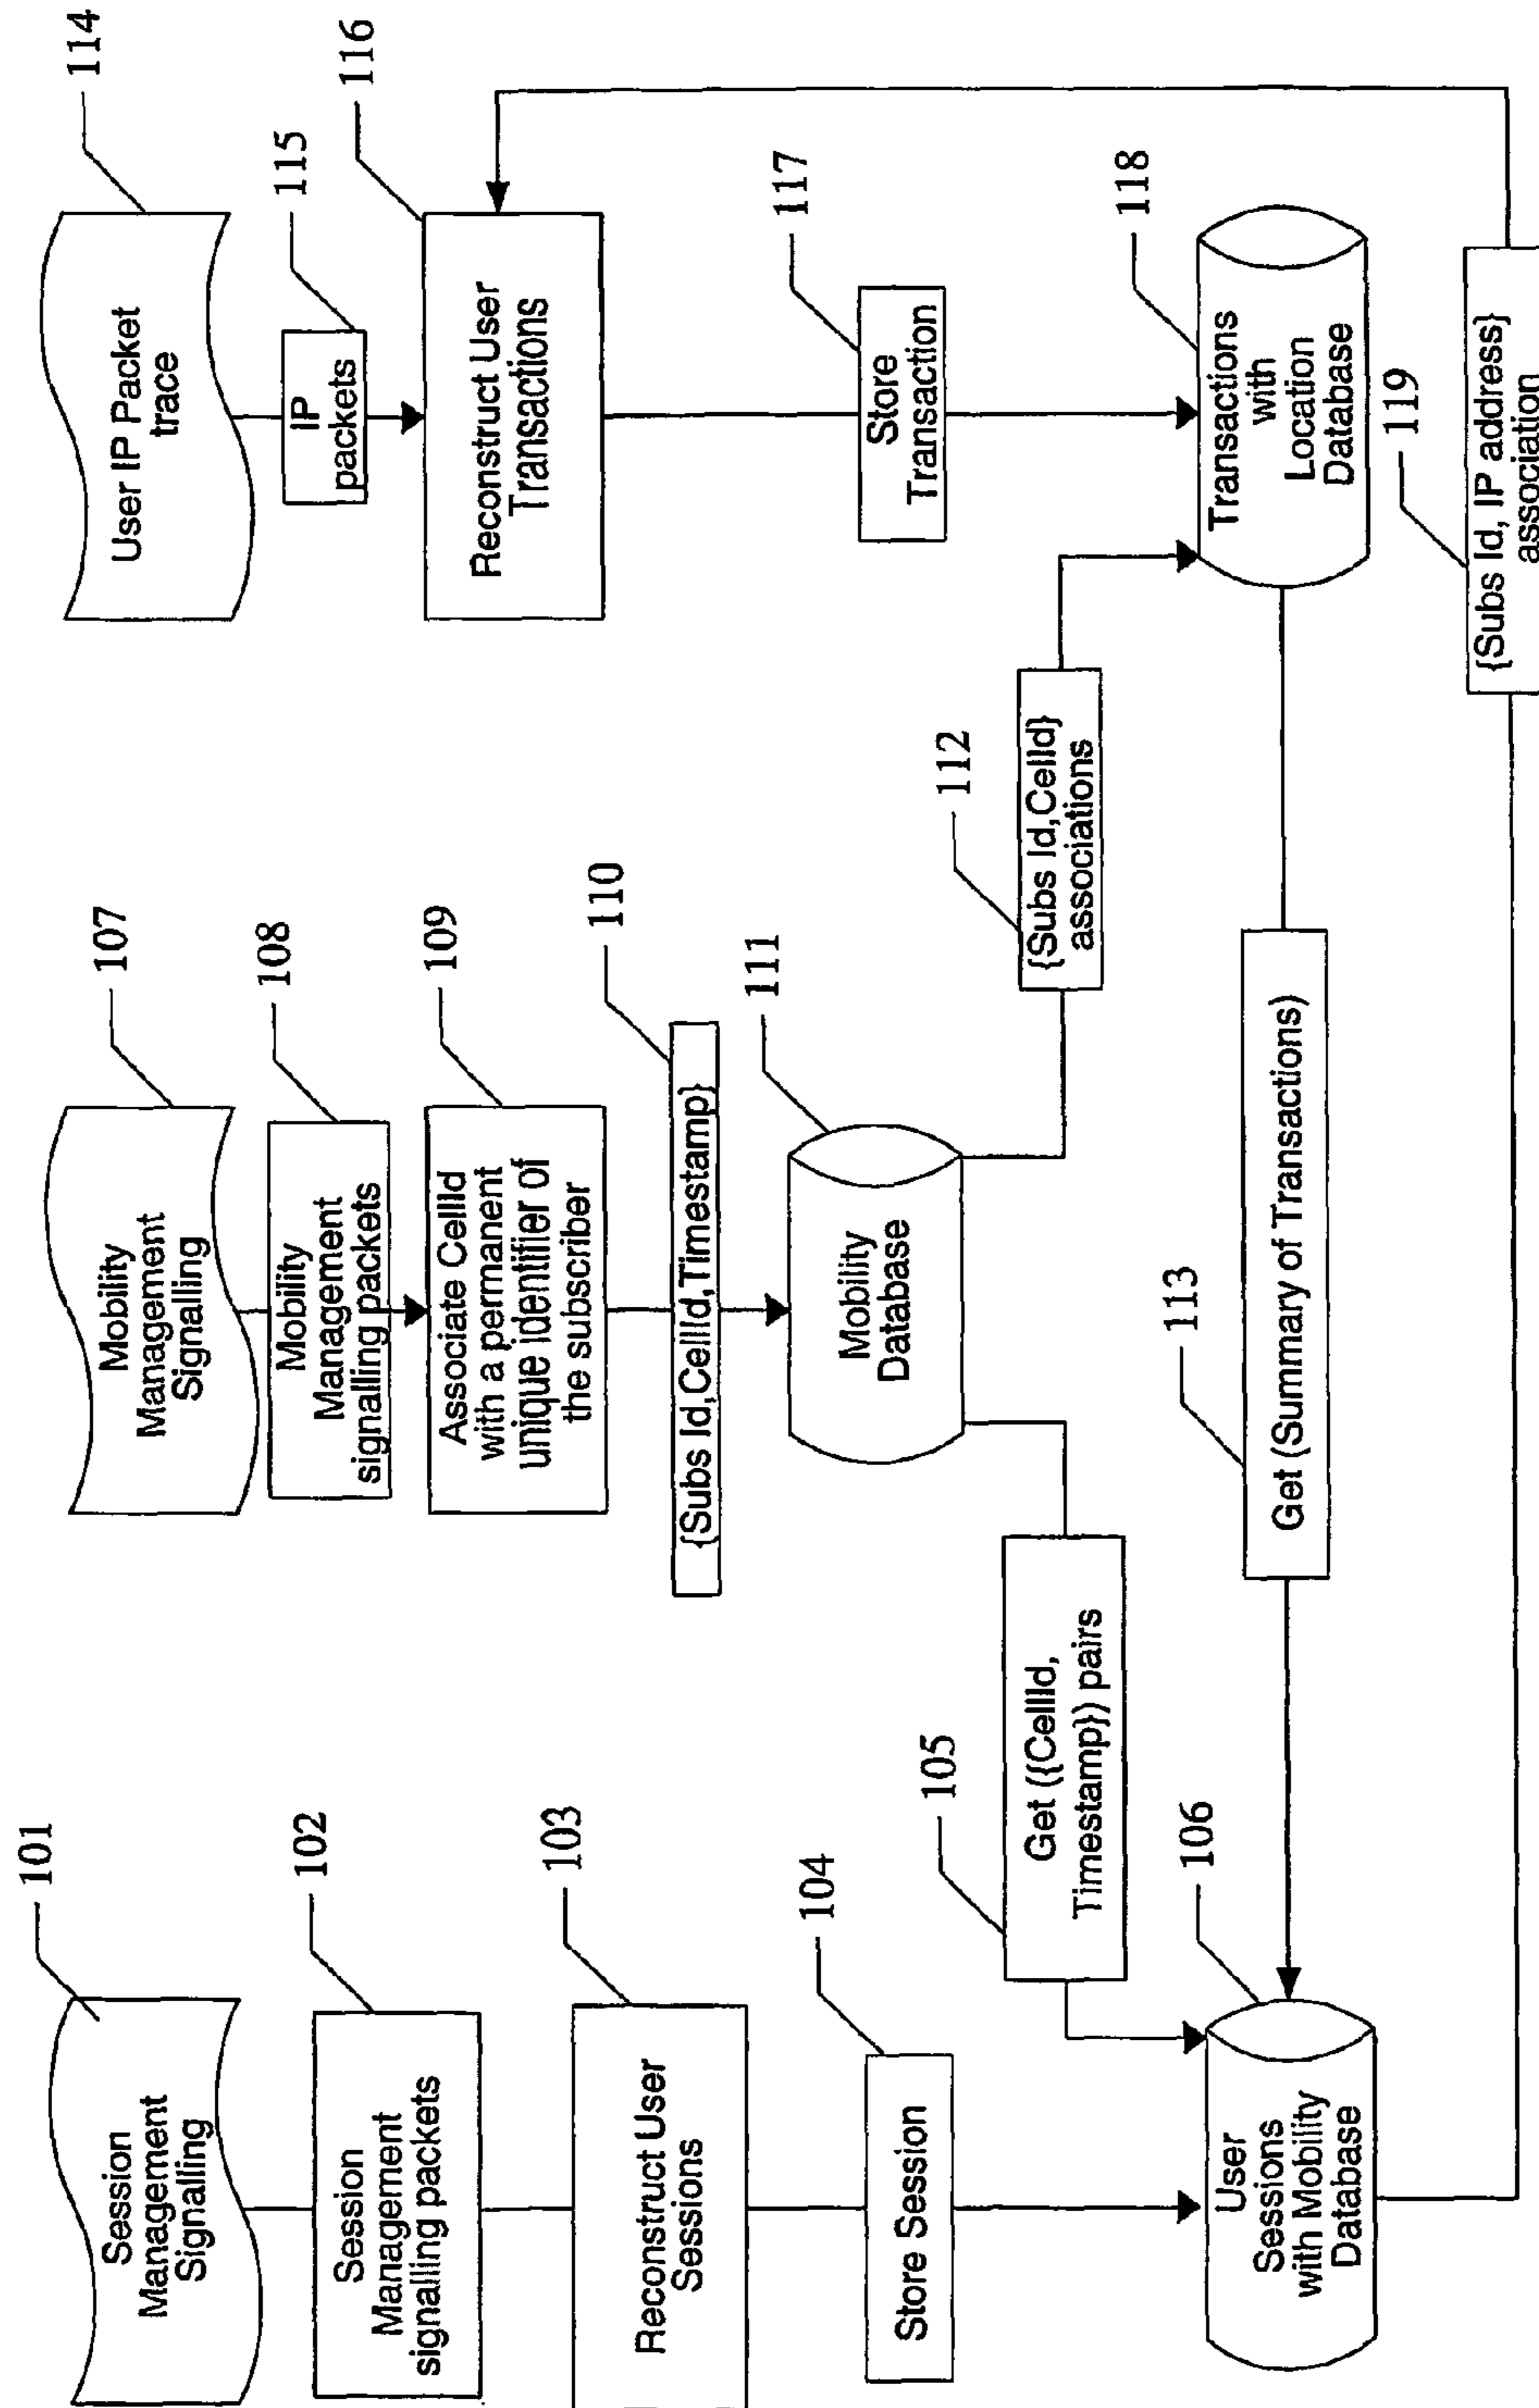 101
Session
Management
Signalling
102
Session
Management
signalling packets
103
Reconstruct User
Sessions
104
Store Session
105
Get ({CellId,
Timestamp}) pairs
106
User
Sessions
with Mobility
Database
107
Mobility
Management
Signalling
108
Mobility
Management
signalling packets
109
Associate CellId
with a permanent
unique identifier of
the subscriber
110
{Subs Id,CellId,Timestamp}
111
Mobility
Database
112
{Subs Id,CellId}
associations
113
Get (Summary of Transactions)
114
User IP Packet
trace
115
IP
packets
116
Reconstruct User
Transactions
117
Store
Transaction
118
Transactions
with
Location
Database
119
{Subs Id, IP address}
association